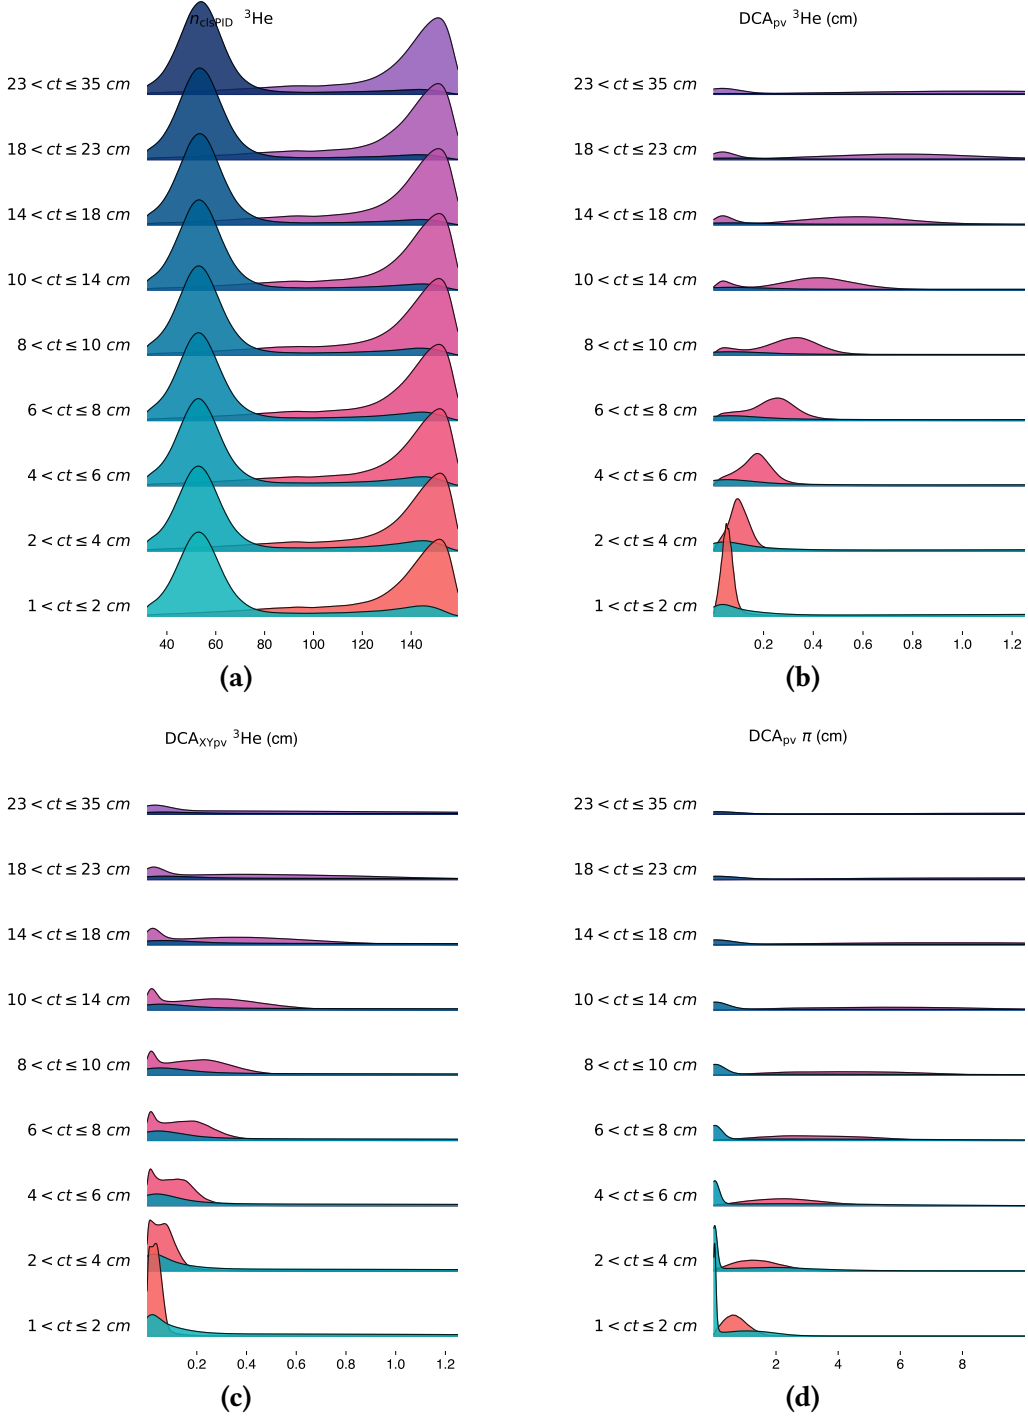 n_clsPID ³He
23 < ct ≤ 35 cm
18 < ct ≤ 23 cm
14 < ct ≤ 18 cm
10 < ct ≤ 14 cm
8 < ct ≤ 10 cm
6 < ct ≤ 8 cm
4 < ct ≤ 6 cm
2 < ct ≤ 4 cm
1 < ct ≤ 2 cm
40 60 80 100 120 140
(a)
DCA_pv ³He (cm)
23 < ct ≤ 35 cm
18 < ct ≤ 23 cm
14 < ct ≤ 18 cm
10 < ct ≤ 14 cm
8 < ct ≤ 10 cm
6 < ct ≤ 8 cm
4 < ct ≤ 6 cm
2 < ct ≤ 4 cm
1 < ct ≤ 2 cm
0.2 0.4 0.6 0.8 1.0 1.2
(b)
DCA_XYpv ³He (cm)
23 < ct ≤ 35 cm
18 < ct ≤ 23 cm
14 < ct ≤ 18 cm
10 < ct ≤ 14 cm
8 < ct ≤ 10 cm
6 < ct ≤ 8 cm
4 < ct ≤ 6 cm
2 < ct ≤ 4 cm
1 < ct ≤ 2 cm
0.2 0.4 0.6 0.8 1.0 1.2
(c)
DCA_pv π (cm)
23 < ct ≤ 35 cm
18 < ct ≤ 23 cm
14 < ct ≤ 18 cm
10 < ct ≤ 14 cm
8 < ct ≤ 10 cm
6 < ct ≤ 8 cm
4 < ct ≤ 6 cm
2 < ct ≤ 4 cm
1 < ct ≤ 2 cm
2 4 6 8
(d)